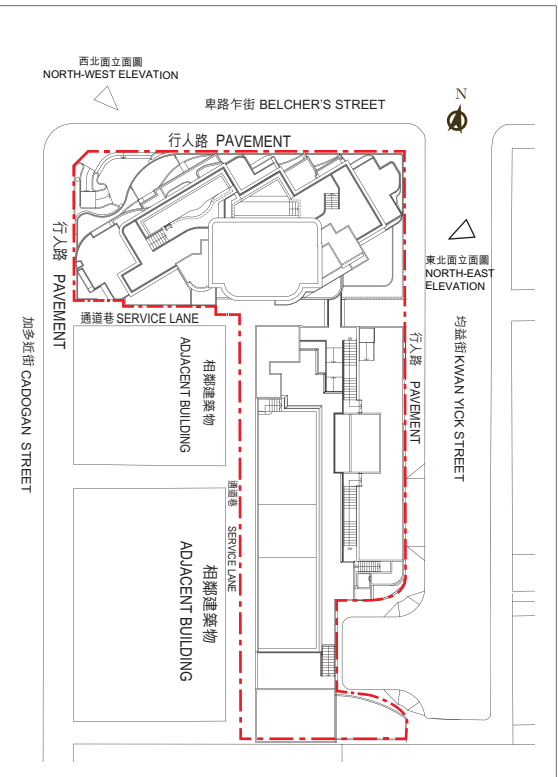 西北面立面圖
NORTH-WEST ELEVATION
卑路乍街 BELCHER'S STREET
N
行人路 PAVEMENT
行人路 PAVEMENT
東北面立面圖
NORTH-EAST
ELEVATION
通道巷 SERVICE LANE
加多近街 CADOGAN STREET
相鄰建築物
ADJACENT BUILDING
行人路 PAVEMENT
均益街 KWAN YICK STREET
通道巷 SERVICE LANE
相鄰建築物
ADJACENT BUILDING